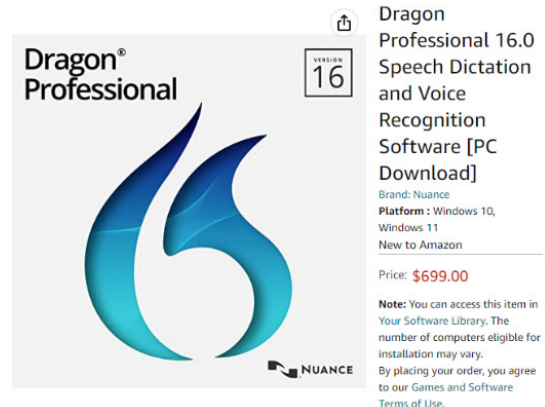 Dragon®
Professional
VERSION
16
NUANCE
Dragon
Professional 16.0
Speech Dictation
and Voice
Recognition
Software [PC
Download]
Brand: Nuance
Platform : Windows 10,
Windows 11
New to Amazon
Price: $699.00
Note: You can access this item in
Your Software Library. The
number of computers eligible for
installation may vary.
By placing your order, you agree
to our Games and Software
Terms of Use.